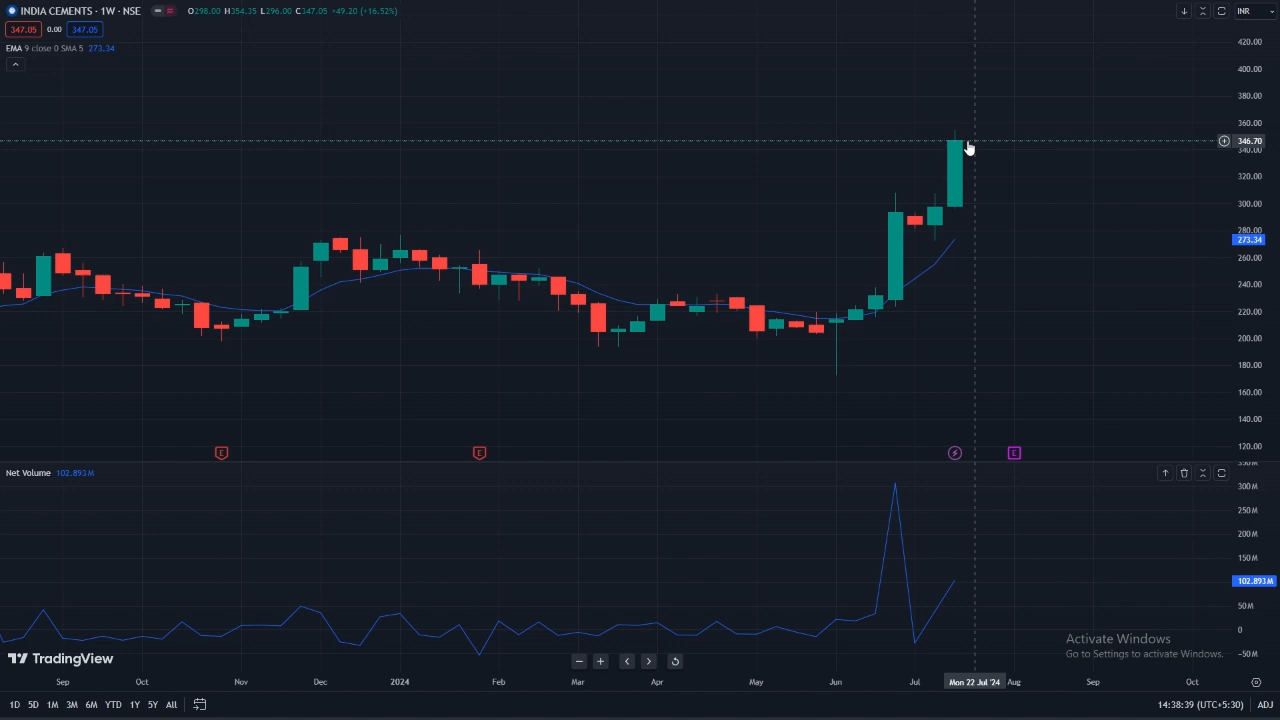 INDIA CEMENTS · 1W · NSE O298.00 H354.35 L296.00 C347.05 +49.20 (+16.52%) INR
347.05 0.00 347.05
EMA 9 close 0 SMA 5 273.34
420.00
400.00
380.00
360.00
346.70
340.00
320.00
300.00
280.00
273.34
260.00
240.00
220.00
200.00
180.00
160.00
140.00
120.00
E E E
Net Volume 102.893M
350M
300M
250M
200M
150M
102.893M
50M
0
−50M
Activate Windows
Go to Settings to activate Windows.
TradingView
Sep Oct Nov Dec 2024 Feb Mar Apr May Jun Jul Mon 22 Jul '24 Aug Sep Oct
1D 5D 1M 3M 6M YTD 1Y 5Y All 14:38:39 (UTC+5:30) ADJ